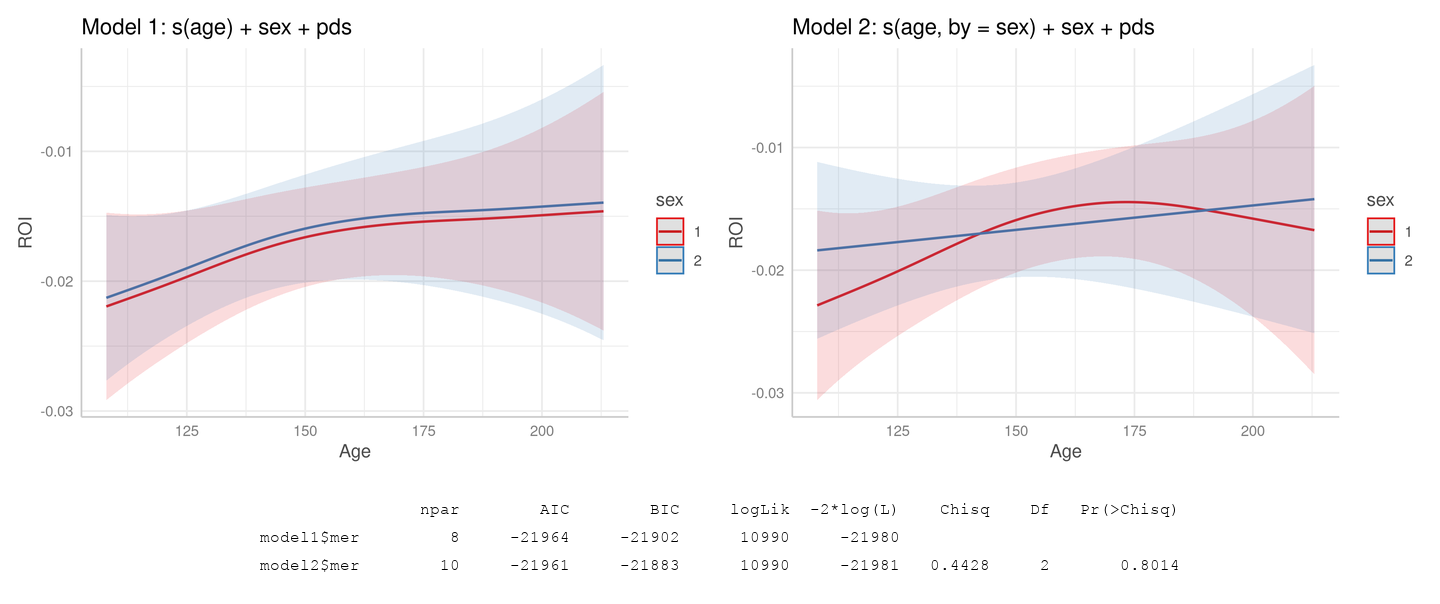 Model 1: s(age) + sex + pds
-0.01
-0.02
-0.03
ROI
125 150 175 200
Age
sex
1
2
Model 2: s(age, by = sex) + sex + pds
-0.01
-0.02
-0.03
ROI
125 150 175 200
Age
sex
1
2
npar AIC BIC logLik -2*log(L) Chisq Df Pr(>Chisq)
model1$mer 8 -21964 -21902 10990 -21980
model2$mer 10 -21961 -21883 10990 -21981 0.4428 2 0.8014